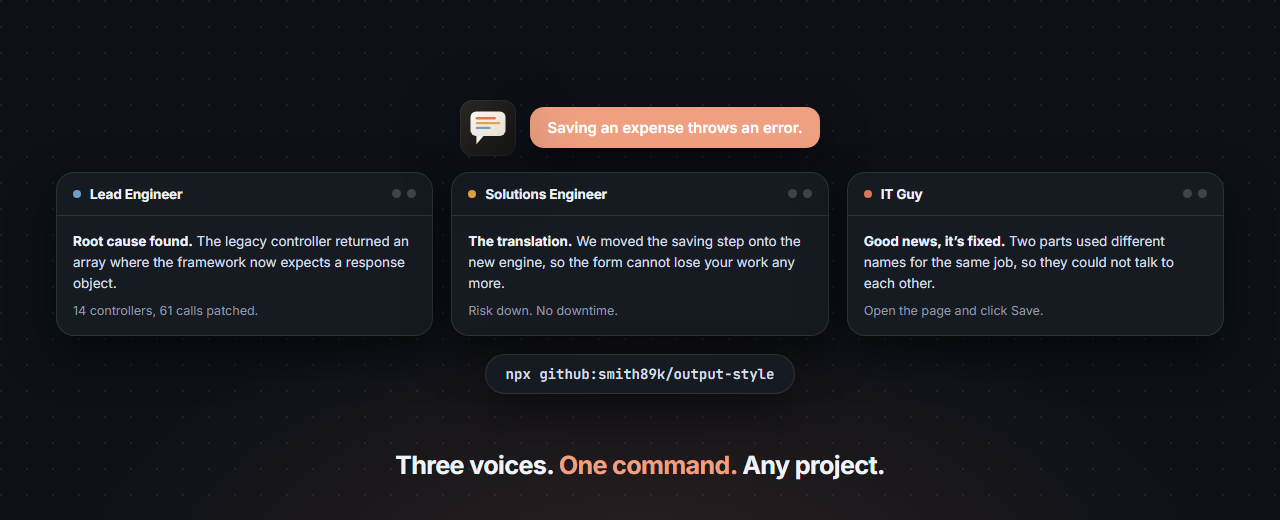 Saving an expense throws an error.
Lead Engineer
Root cause found. The legacy controller returned an
array where the framework now expects a response
object.
14 controllers, 61 calls patched.
Solutions Engineer
The translation. We moved the saving step onto the
new engine, so the form cannot lose your work any
more.
Risk down. No downtime.
IT Guy
Good news, it’s fixed. Two parts used different
names for the same job, so they could not talk to
each other.
Open the page and click Save.
npx github:smith89k/output-style
Three voices. One command. Any project.